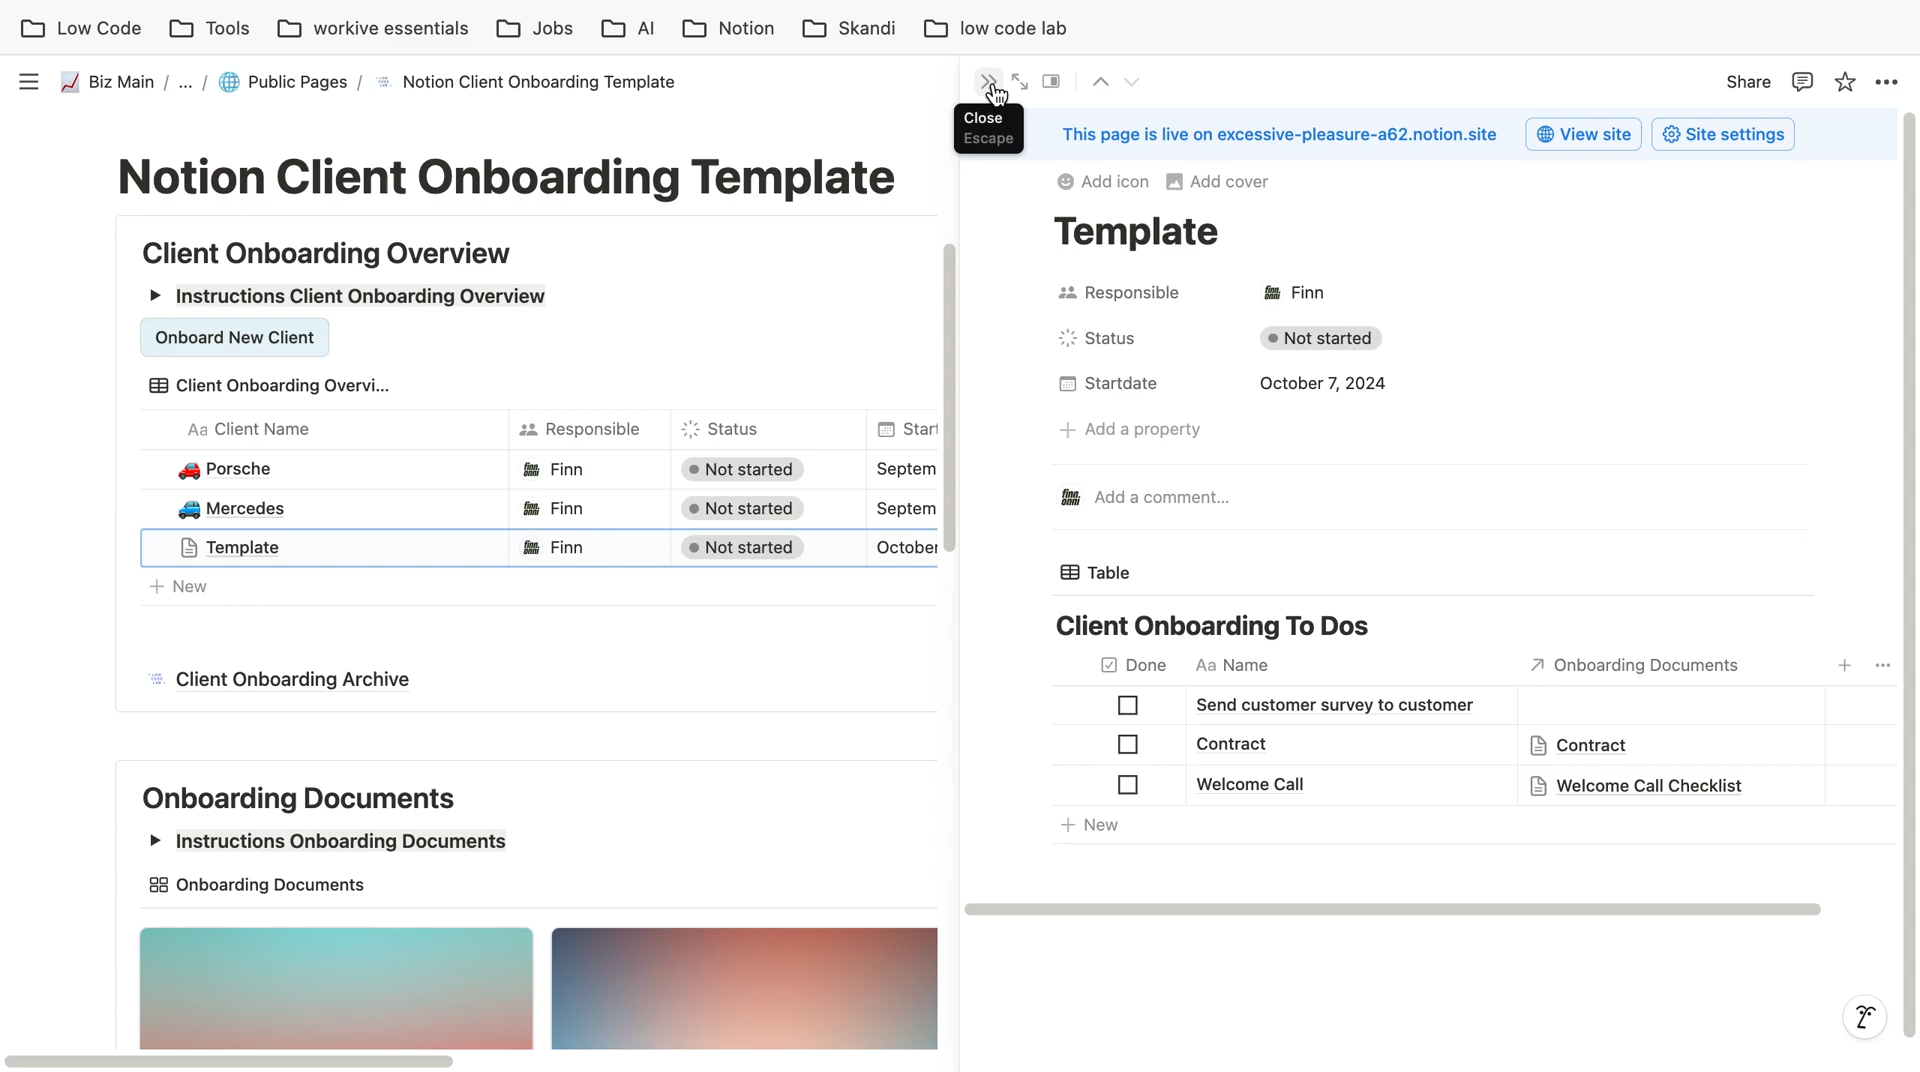 Low Code Tools workive essentials Jobs AI Notion Skandi low code lab
Biz Main / ... / Public Pages / Notion Client Onboarding Template
Notion Client Onboarding Template
Client Onboarding Overview
Instructions Client Onboarding Overview
Onboard New Client
Client Onboarding Overvi...
Aa Client Name Responsible Status Start
Porsche Finn Not started Septem
Mercedes Finn Not started Septem
Template Finn Not started October
+ New
Client Onboarding Archive
Onboarding Documents
Instructions Onboarding Documents
Onboarding Documents
Share
Close
Escape
This page is live on excessive-pleasure-a62.notion.site View site Site settings
Add icon Add cover
Template
Responsible Finn
Status Not started
Startdate October 7, 2024
+ Add a property
Add a comment...
Table
Client Onboarding To Dos
Done Aa Name Onboarding Documents
Send customer survey to customer
Contract Contract
Welcome Call Welcome Call Checklist
+ New